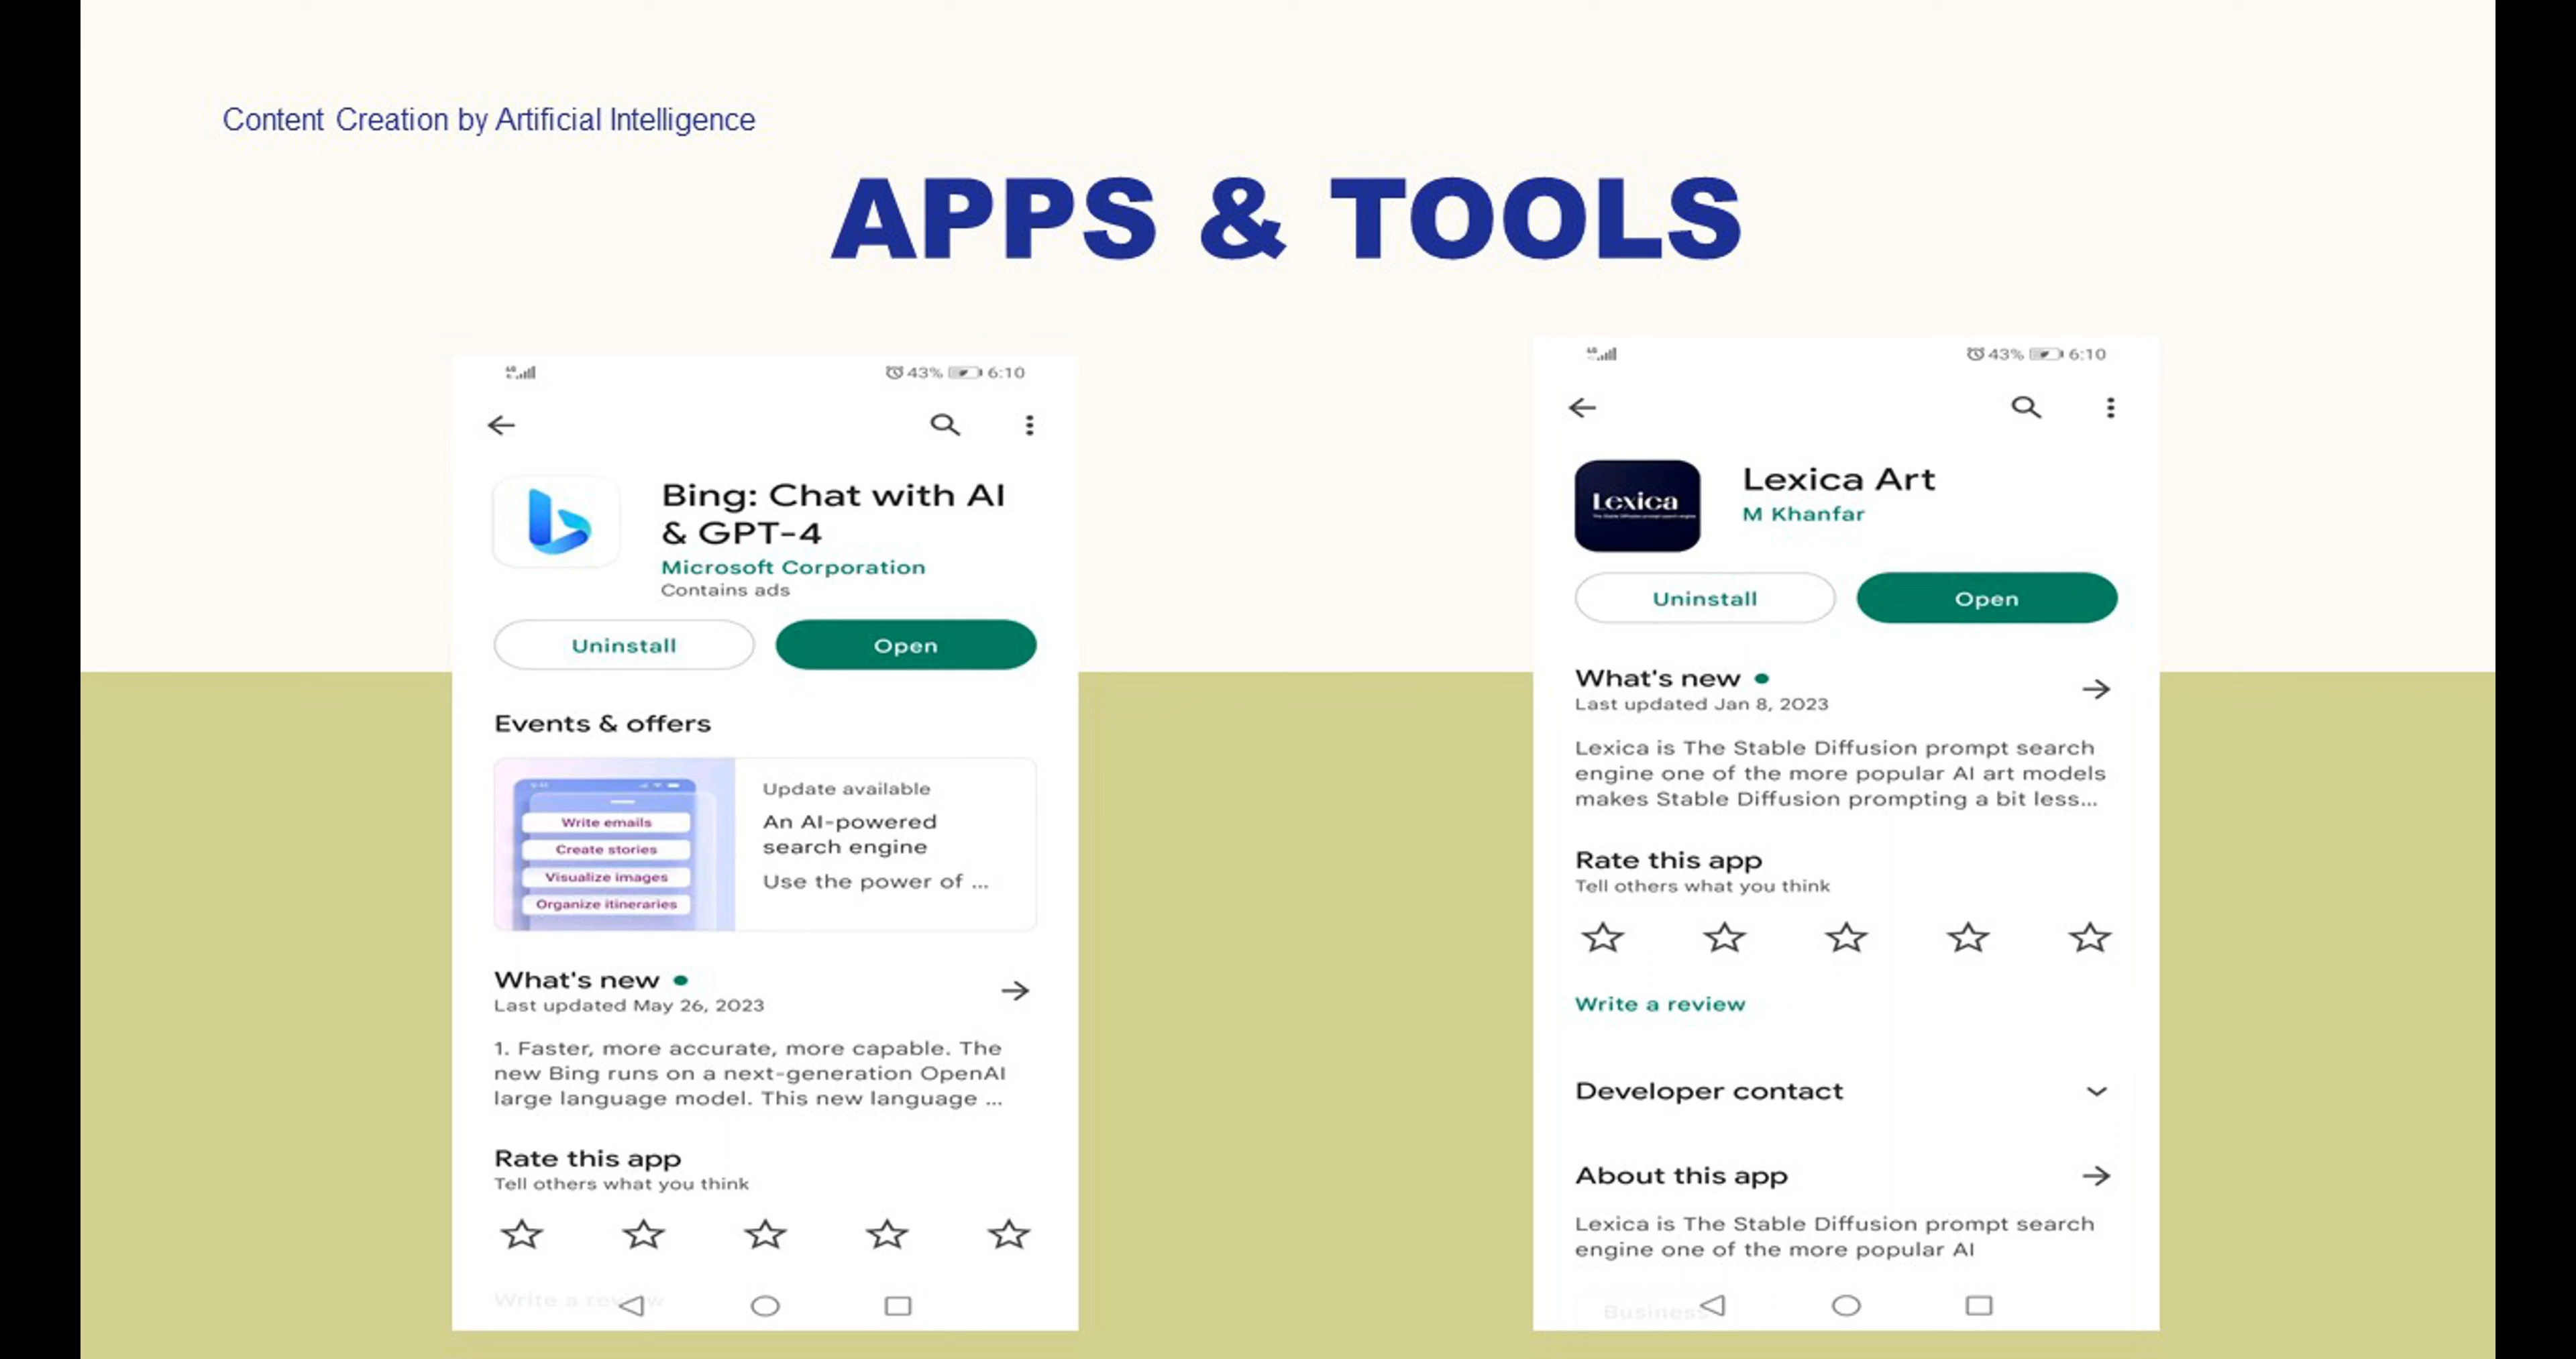 Content Creation by Artificial Intelligence
APPS & TOOLS
43% 6:10
Bing: Chat with AI
& GPT-4
Microsoft Corporation
Contains ads
Uninstall
Open
Events & offers
Write emails
Create stories
Visualize images
Organize itineraries
Update available
An AI-powered
search engine
Use the power of ...
What's new
Last updated May 26, 2023
1. Faster, more accurate, more capable. The
new Bing runs on a next-generation OpenAI
large language model. This new language ...
Rate this app
Tell others what you think
Write a review
43% 6:10
Lexica
Lexica Art
M Khanfar
Uninstall
Open
What's new
Last updated Jan 8, 2023
Lexica is The Stable Diffusion prompt search
engine one of the more popular AI art models
makes Stable Diffusion prompting a bit less...
Rate this app
Tell others what you think
Write a review
Developer contact
About this app
Lexica is The Stable Diffusion prompt search
engine one of the more popular AI
Business